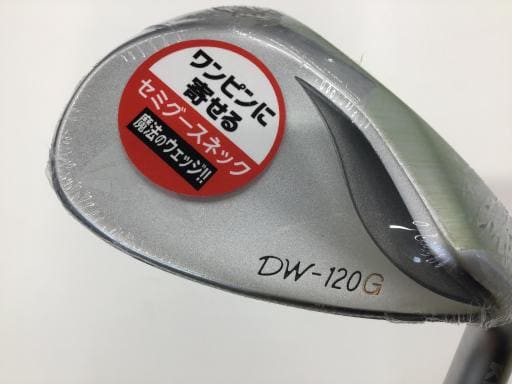 ワンピンに
寄せる
セミグースネック
魔法のウェッジ!!
DW-120G